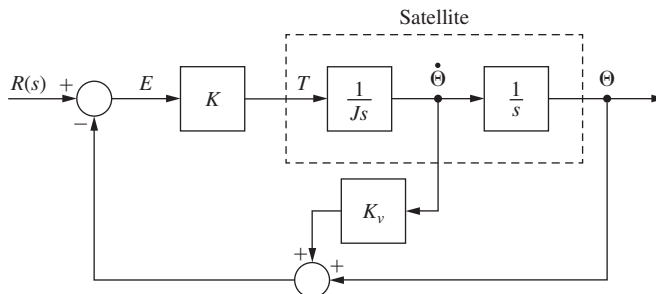 Satellite
R(s) + − E K T 1/Js Θ̇ 1/s Θ
K_v
+ +